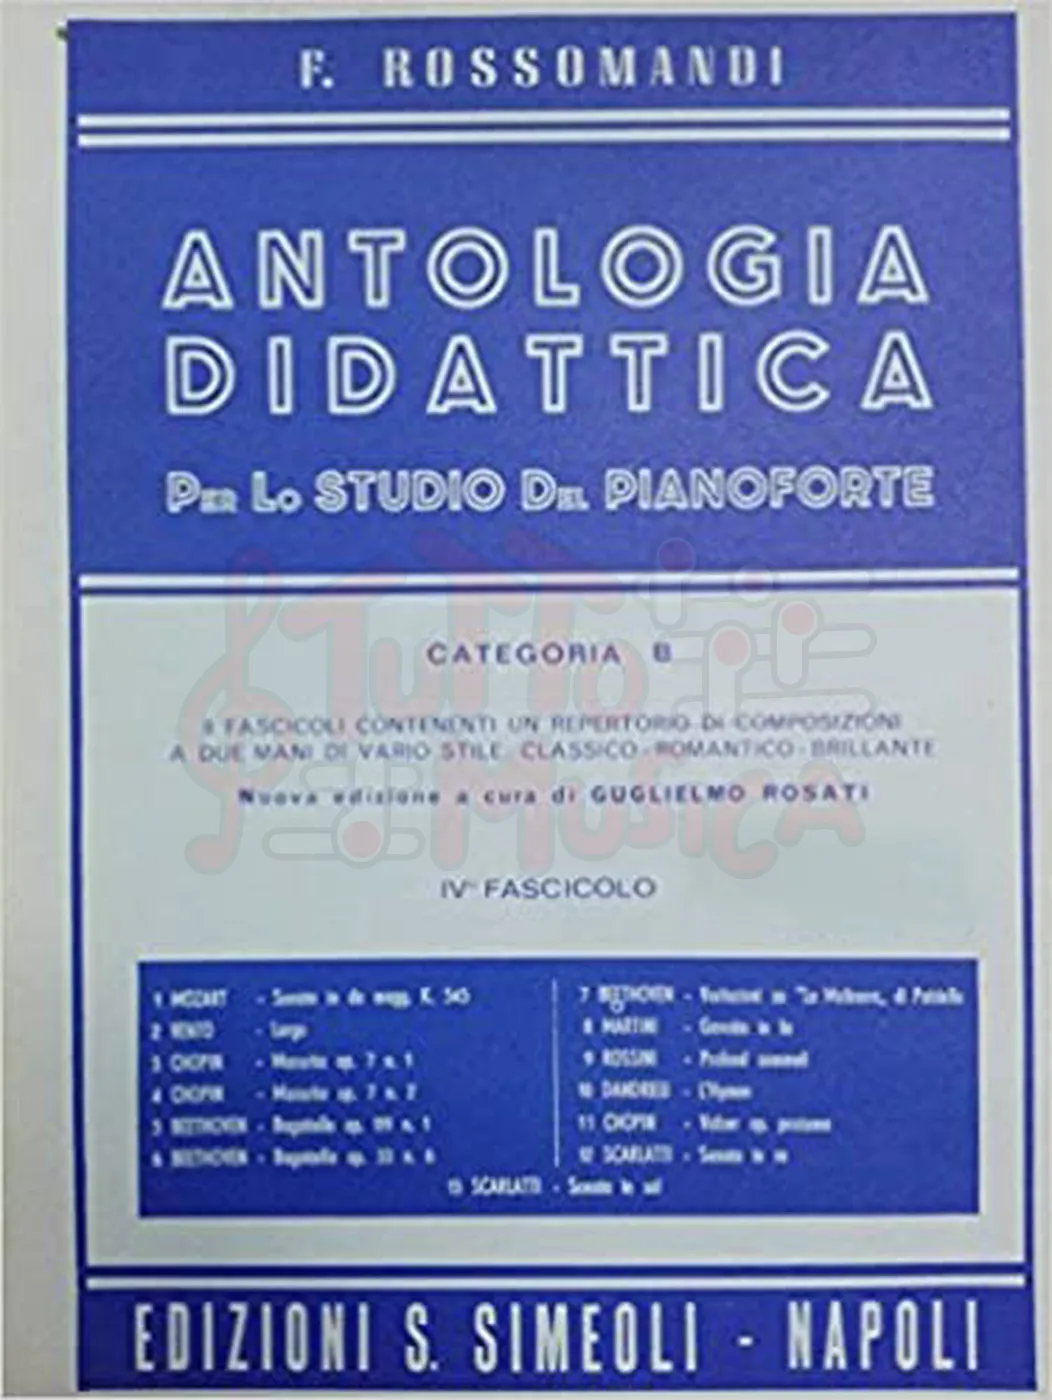 F. ROSSOMANDI
ANTOLOGIA
DIDATTICA
PER LO STUDIO DEL PIANOFORTE
CATEGORIA B
8 FASCICOLI CONTENENTI UN REPERTORIO DI COMPOSIZIONI
A DUE MANI DI VARIO STILE: CLASSICO - ROMANTICO - BRILLANTE
Nuova edizione a cura di GUGLIELMO ROSATI
TUTTO
MUSICA
IV° FASCICOLO
1 MOZART - Sonata in do magg. K. 545
2 VENTO - Largo
3 CHOPIN - Mazurka op. 7 n. 1
4 CHOPIN - Mazurka op. 7 n. 2
5 BEETHOVEN - Bagatella op. 119 n. 1
6 BEETHOVEN - Bagatella op. 33 n. 6
7 BEETHOVEN - Variazioni su "La Molinara, di Paisiello
8 MARTINI - Gavotta in fa
9 ROSSINI - Profond sommeil
10 DANDRIEU - L'Hymen
11 CHOPIN - Valzer op. postuma
12 SCARLATTI - Sonata in
13 SCARLATTI - Sonata in sol
EDIZIONI S. SIMEOLI - NAPOLI